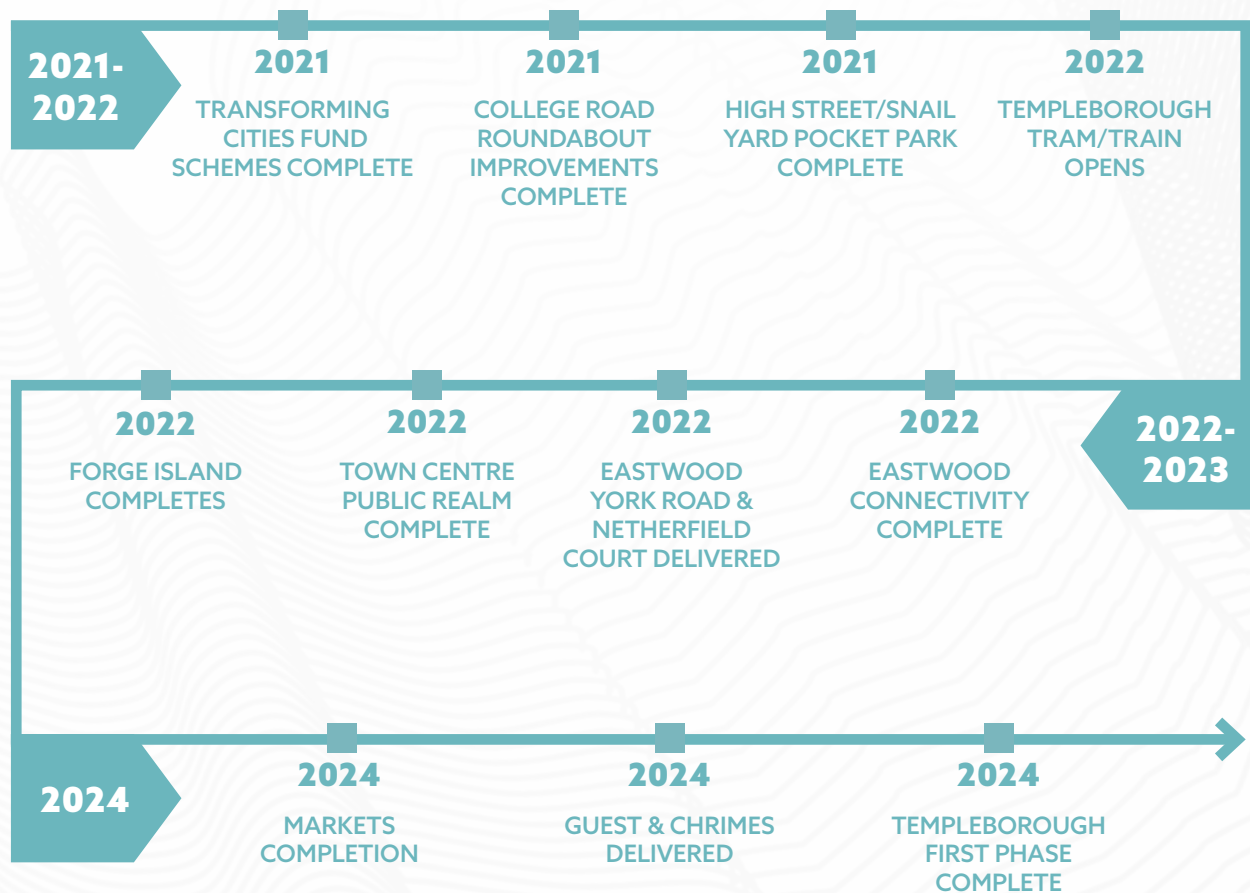 2021-
2022
2021
TRANSFORMING
CITIES FUND
SCHEMES COMPLETE
2021
COLLEGE ROAD
ROUNDABOUT
IMPROVEMENTS
COMPLETE
2021
HIGH STREET/SNAIL
YARD POCKET PARK
COMPLETE
2022
TEMPLEBOROUGH
TRAM/TRAIN
OPENS
2022-
2023
2022
EASTWOOD
CONNECTIVITY
COMPLETE
2022
EASTWOOD
YORK ROAD &
NETHERFIELD
COURT DELIVERED
2022
TOWN CENTRE
PUBLIC REALM
COMPLETE
2022
FORGE ISLAND
COMPLETES
2024
2024
MARKETS
COMPLETION
2024
GUEST & CHRIMES
DELIVERED
2024
TEMPLEBOROUGH
FIRST PHASE
COMPLETE